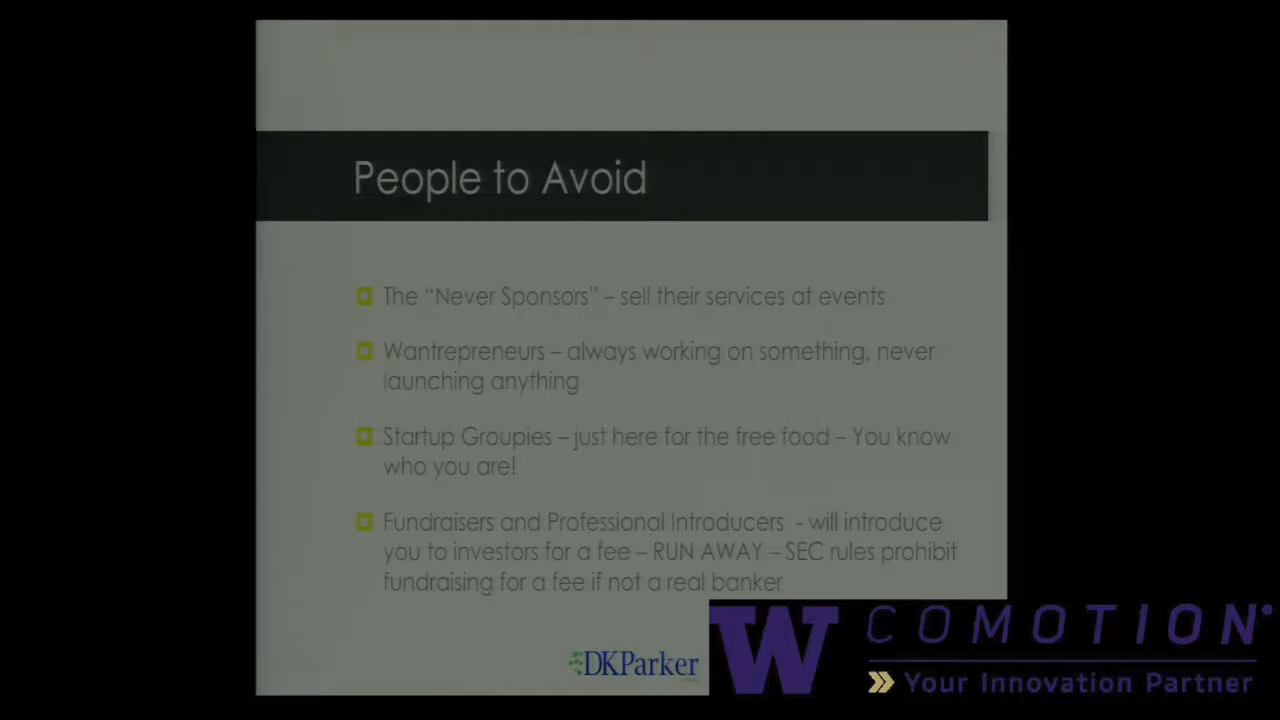 People to Avoid
The “Never Sponsors” – sell their services at events
Wantrepreneurs – always working on something, never
launching anything
Startup Groupies – just here for the free food – You know
who you are!
Fundraisers and Professional Introducers - will introduce
you to investors for a fee – RUN AWAY – SEC rules prohibit
fundraising for a fee if not a real banker
DKParker
W COMOTION®
Your Innovation Partner